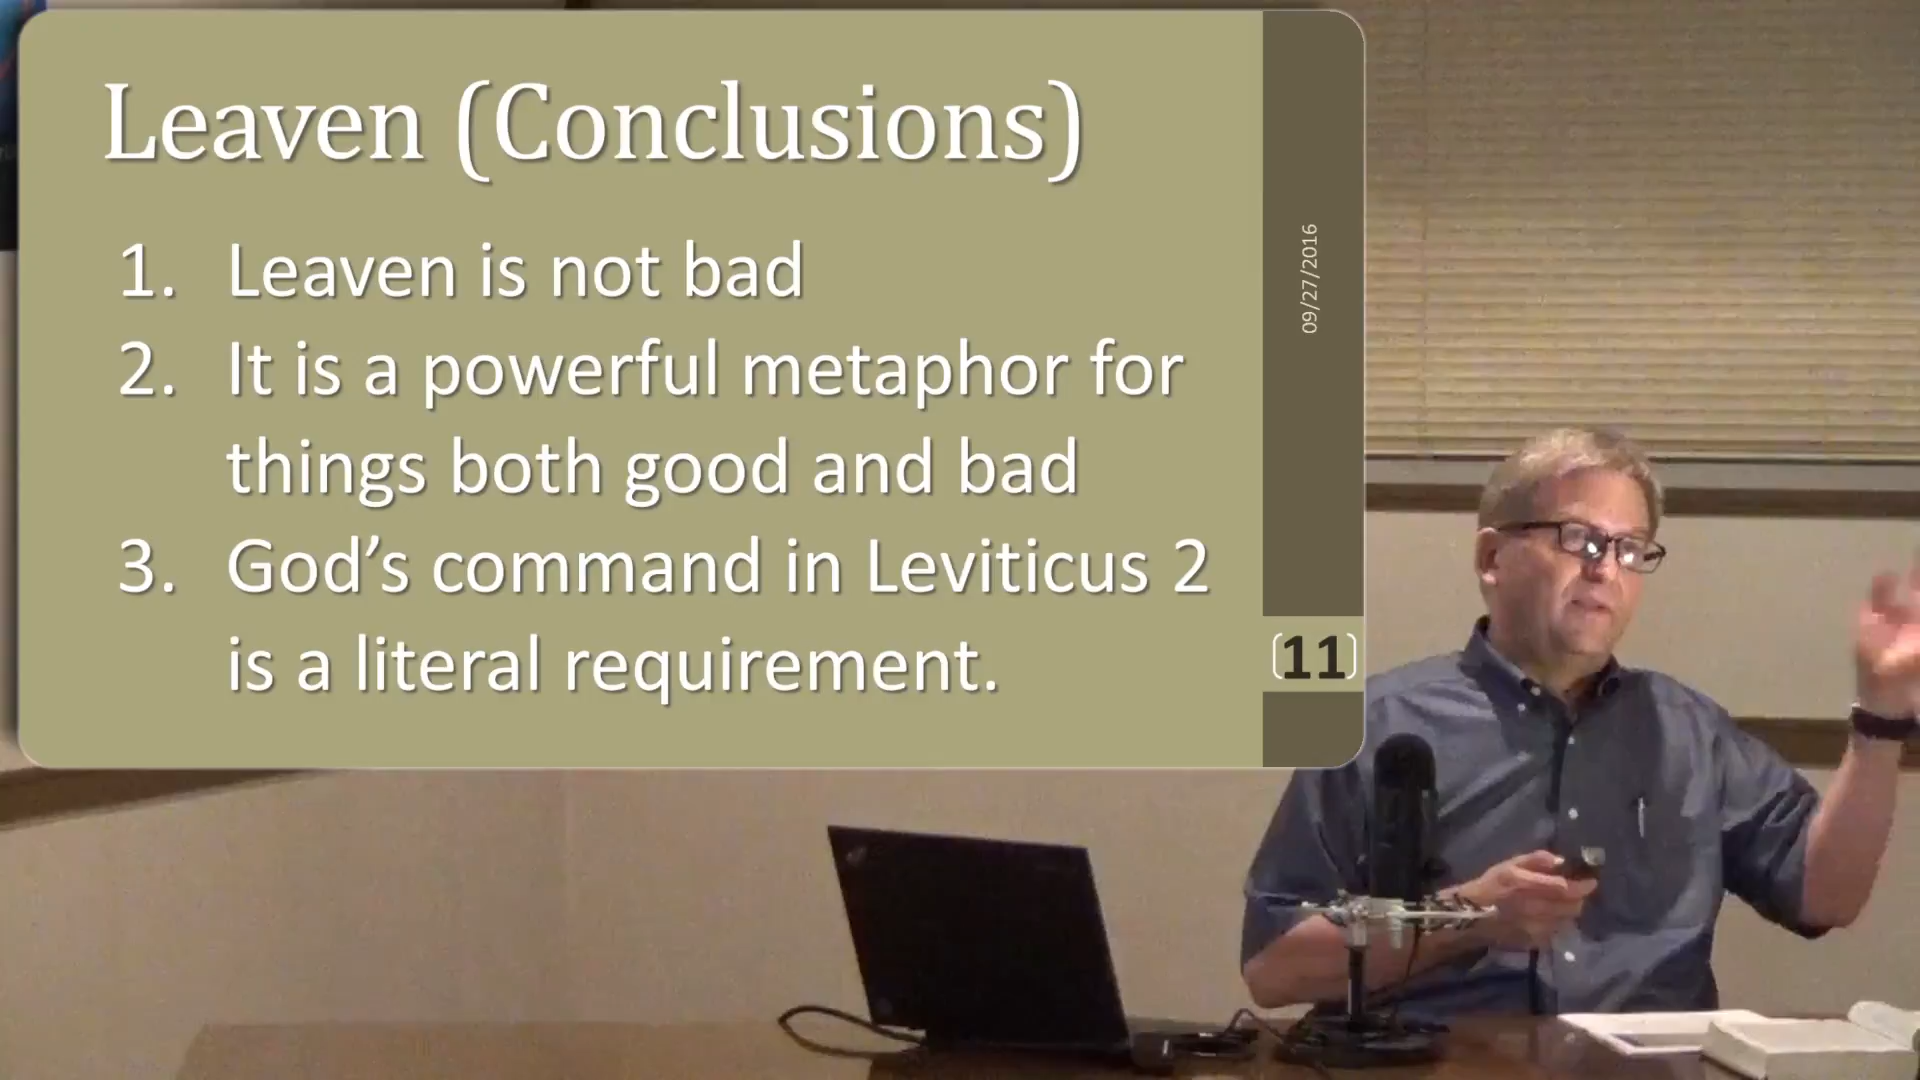 Leaven (Conclusions)
1. Leaven is not bad
2. It is a powerful metaphor for
things both good and bad
3. God's command in Leviticus 2
is a literal requirement.
09/27/2016
11